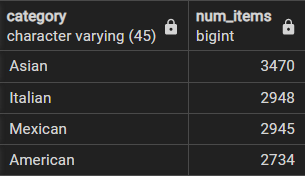 category num_items
character varying (45) bigint
Asian 3470
Italian 2948
Mexican 2945
American 2734